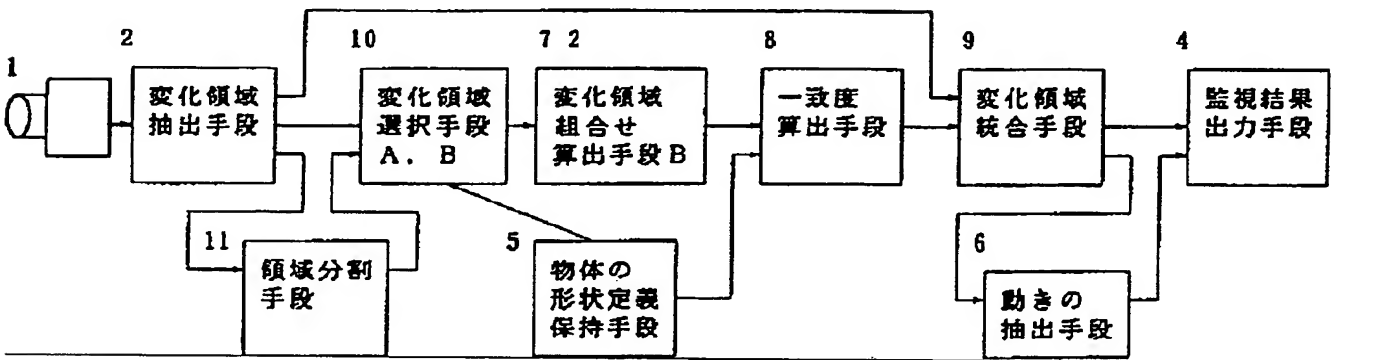 1
2
変化領域
抽出手段
10
変化領域
選択手段
A. B
7 2
変化領域
組合せ
算出手段B
8
一致度
算出手段
9
変化領域
統合手段
4
監視結果
出力手段
11
領域分割
手段
5
物体の
形状定義
保持手段
6
動きの
抽出手段